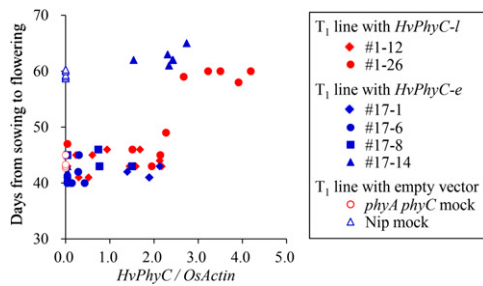 Days from sowing to flowering
70
60
50
40
30
0.0 1.0 2.0 3.0 4.0 5.0
HvPhyC / OsActin
T1 line with HvPhyC-l
#1-12
#1-26
T1 line with HvPhyC-e
#17-1
#17-6
#17-8
#17-14
T1 line with empty vector
phyA phyC mock
Nip mock